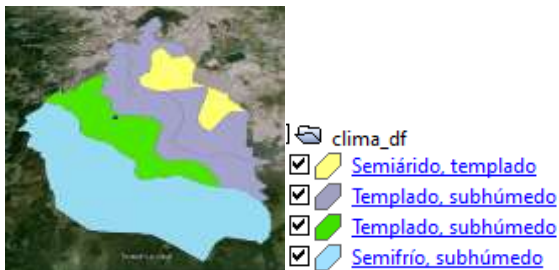 clima_df
Semiárido, templado
Templado, subhúmedo
Templado, subhúmedo
Semifrío, subhúmedo